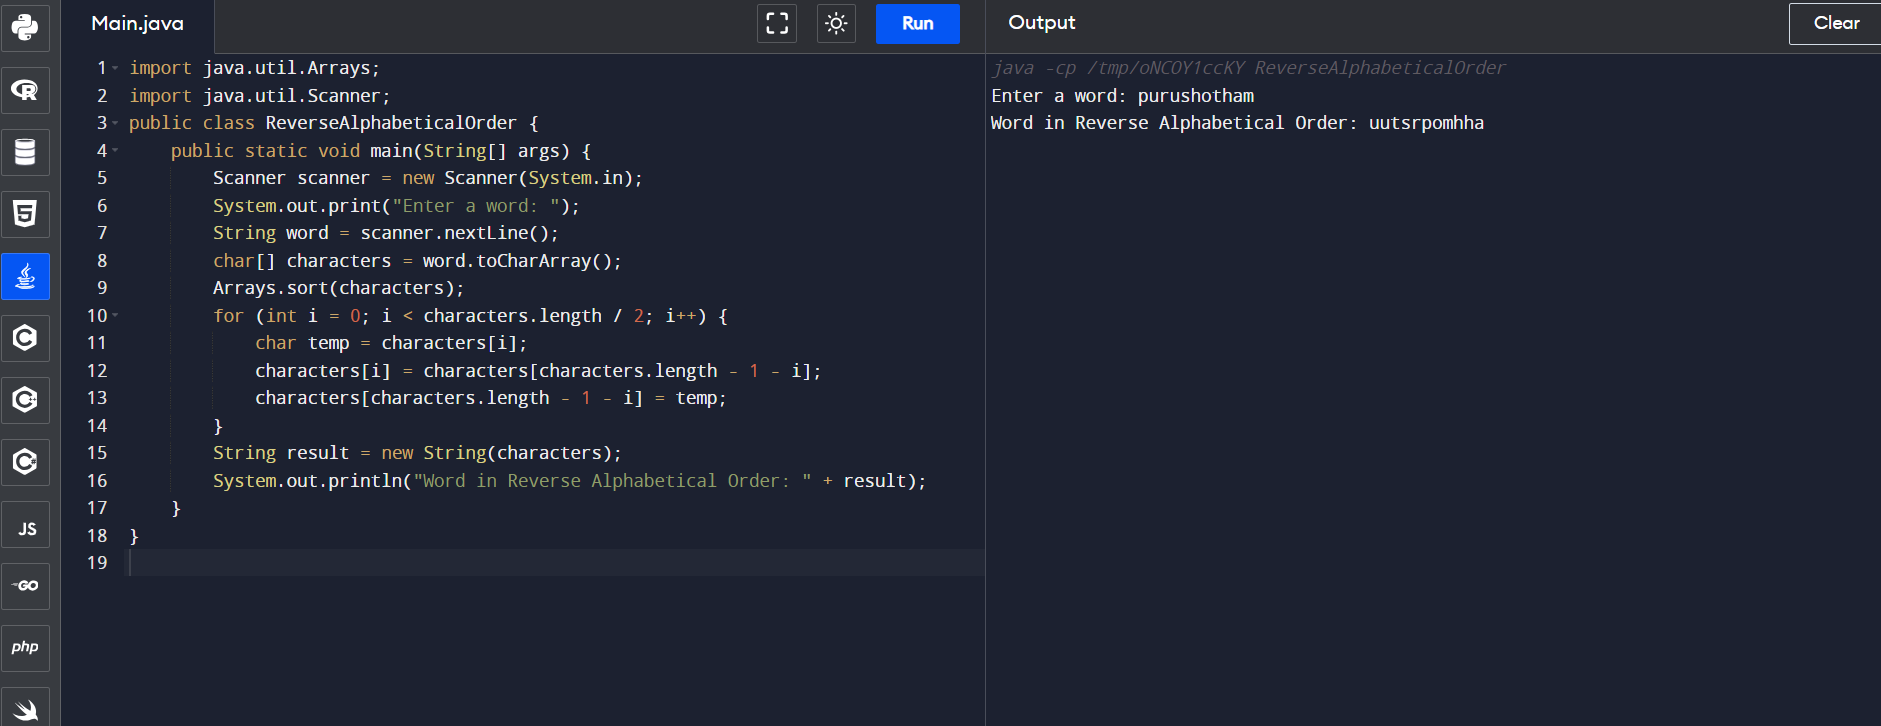 Main.java
Run
Output
Clear
1 import java.util.Arrays;
2 import java.util.Scanner;
3 public class ReverseAlphabeticalOrder {
4     public static void main(String[] args) {
5         Scanner scanner = new Scanner(System.in);
6         System.out.print("Enter a word: ");
7         String word = scanner.nextLine();
8         char[] characters = word.toCharArray();
9         Arrays.sort(characters);
10         for (int i = 0; i < characters.length / 2; i++) {
11             char temp = characters[i];
12             characters[i] = characters[characters.length - 1 - i];
13             characters[characters.length - 1 - i] = temp;
14         }
15         String result = new String(characters);
16         System.out.println("Word in Reverse Alphabetical Order: " + result);
17     }
18 }
19
java -cp /tmp/oNCOY1ccKY ReverseAlphabeticalOrder
Enter a word: purushotham
Word in Reverse Alphabetical Order: uutsrpomhha
R
5
C
C++
C#
JS
GO
php